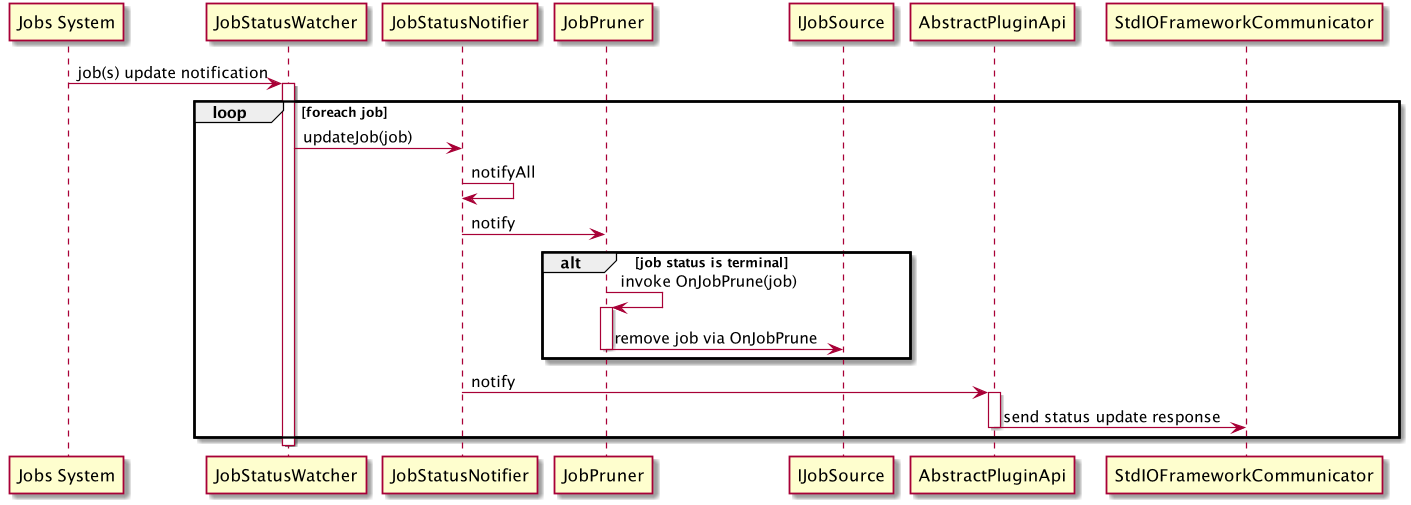 Jobs System
JobStatusWatcher
JobStatusNotifier
JobPruner
IJobSource
AbstractPluginApi
StdIOFrameworkCommunicator
job(s) update notification
loop
[foreach job]
updateJob(job)
notifyAll
notify
alt
[job status is terminal]
invoke OnJobPrune(job)
remove job via OnJobPrune
notify
send status update response
Jobs System
JobStatusWatcher
JobStatusNotifier
JobPruner
IJobSource
AbstractPluginApi
StdIOFrameworkCommunicator